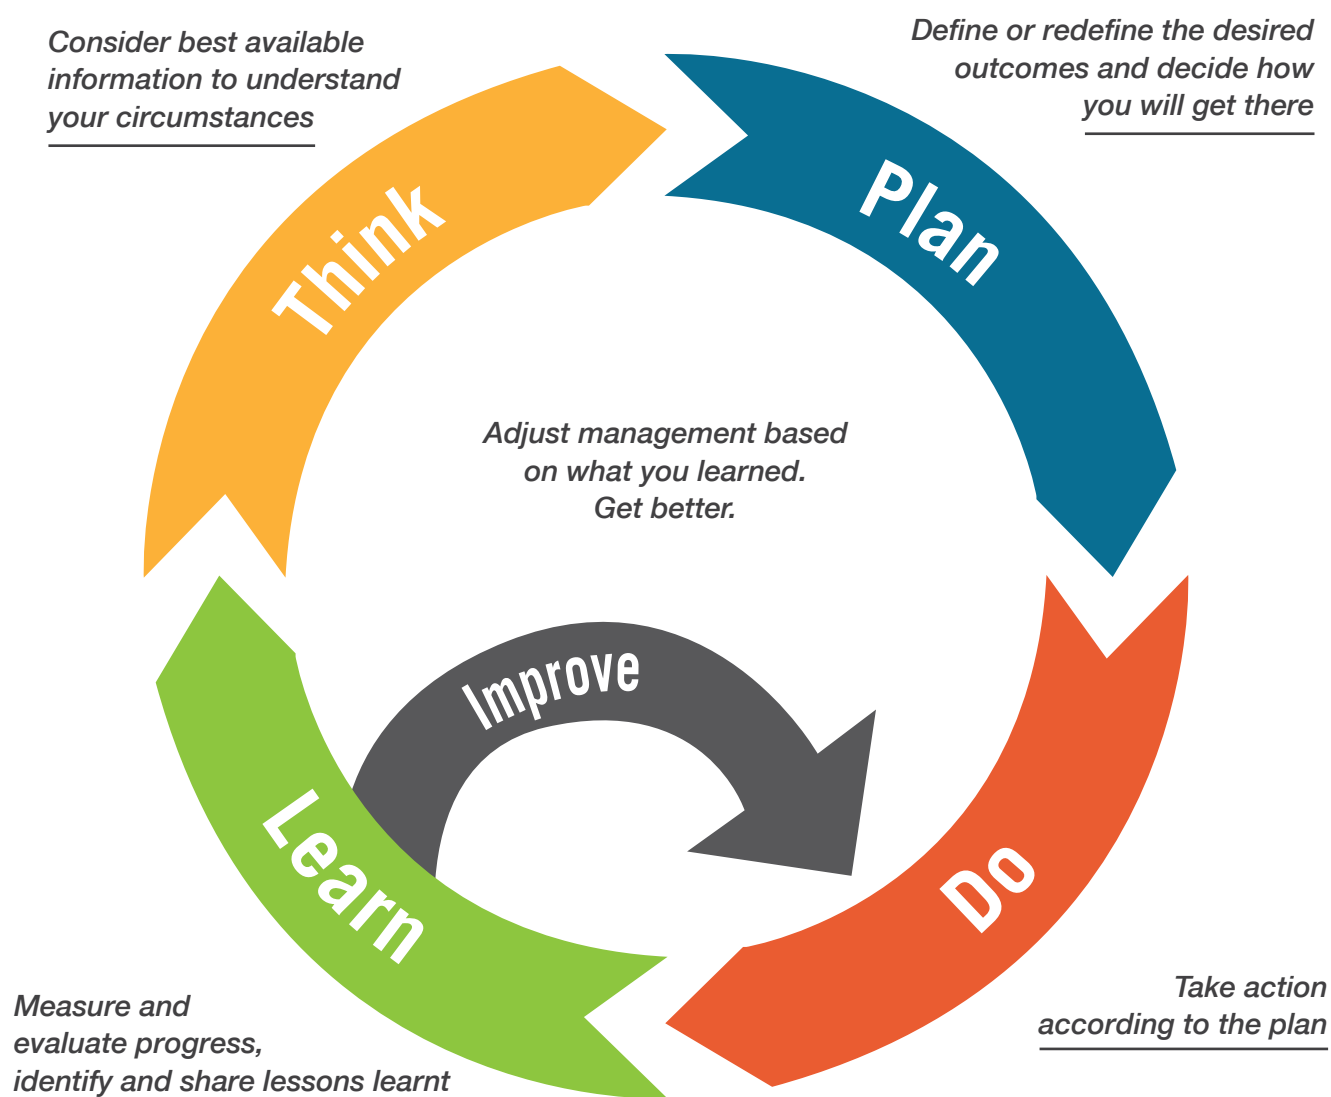 Consider best available
information to understand
your circumstances
Define or redefine the desired
outcomes and decide how
you will get there
Think
Plan
Adjust management based
on what you learned.
Get better.
Improve
Learn
Do
Measure and
evaluate progress,
identify and share lessons learnt
Take action
according to the plan